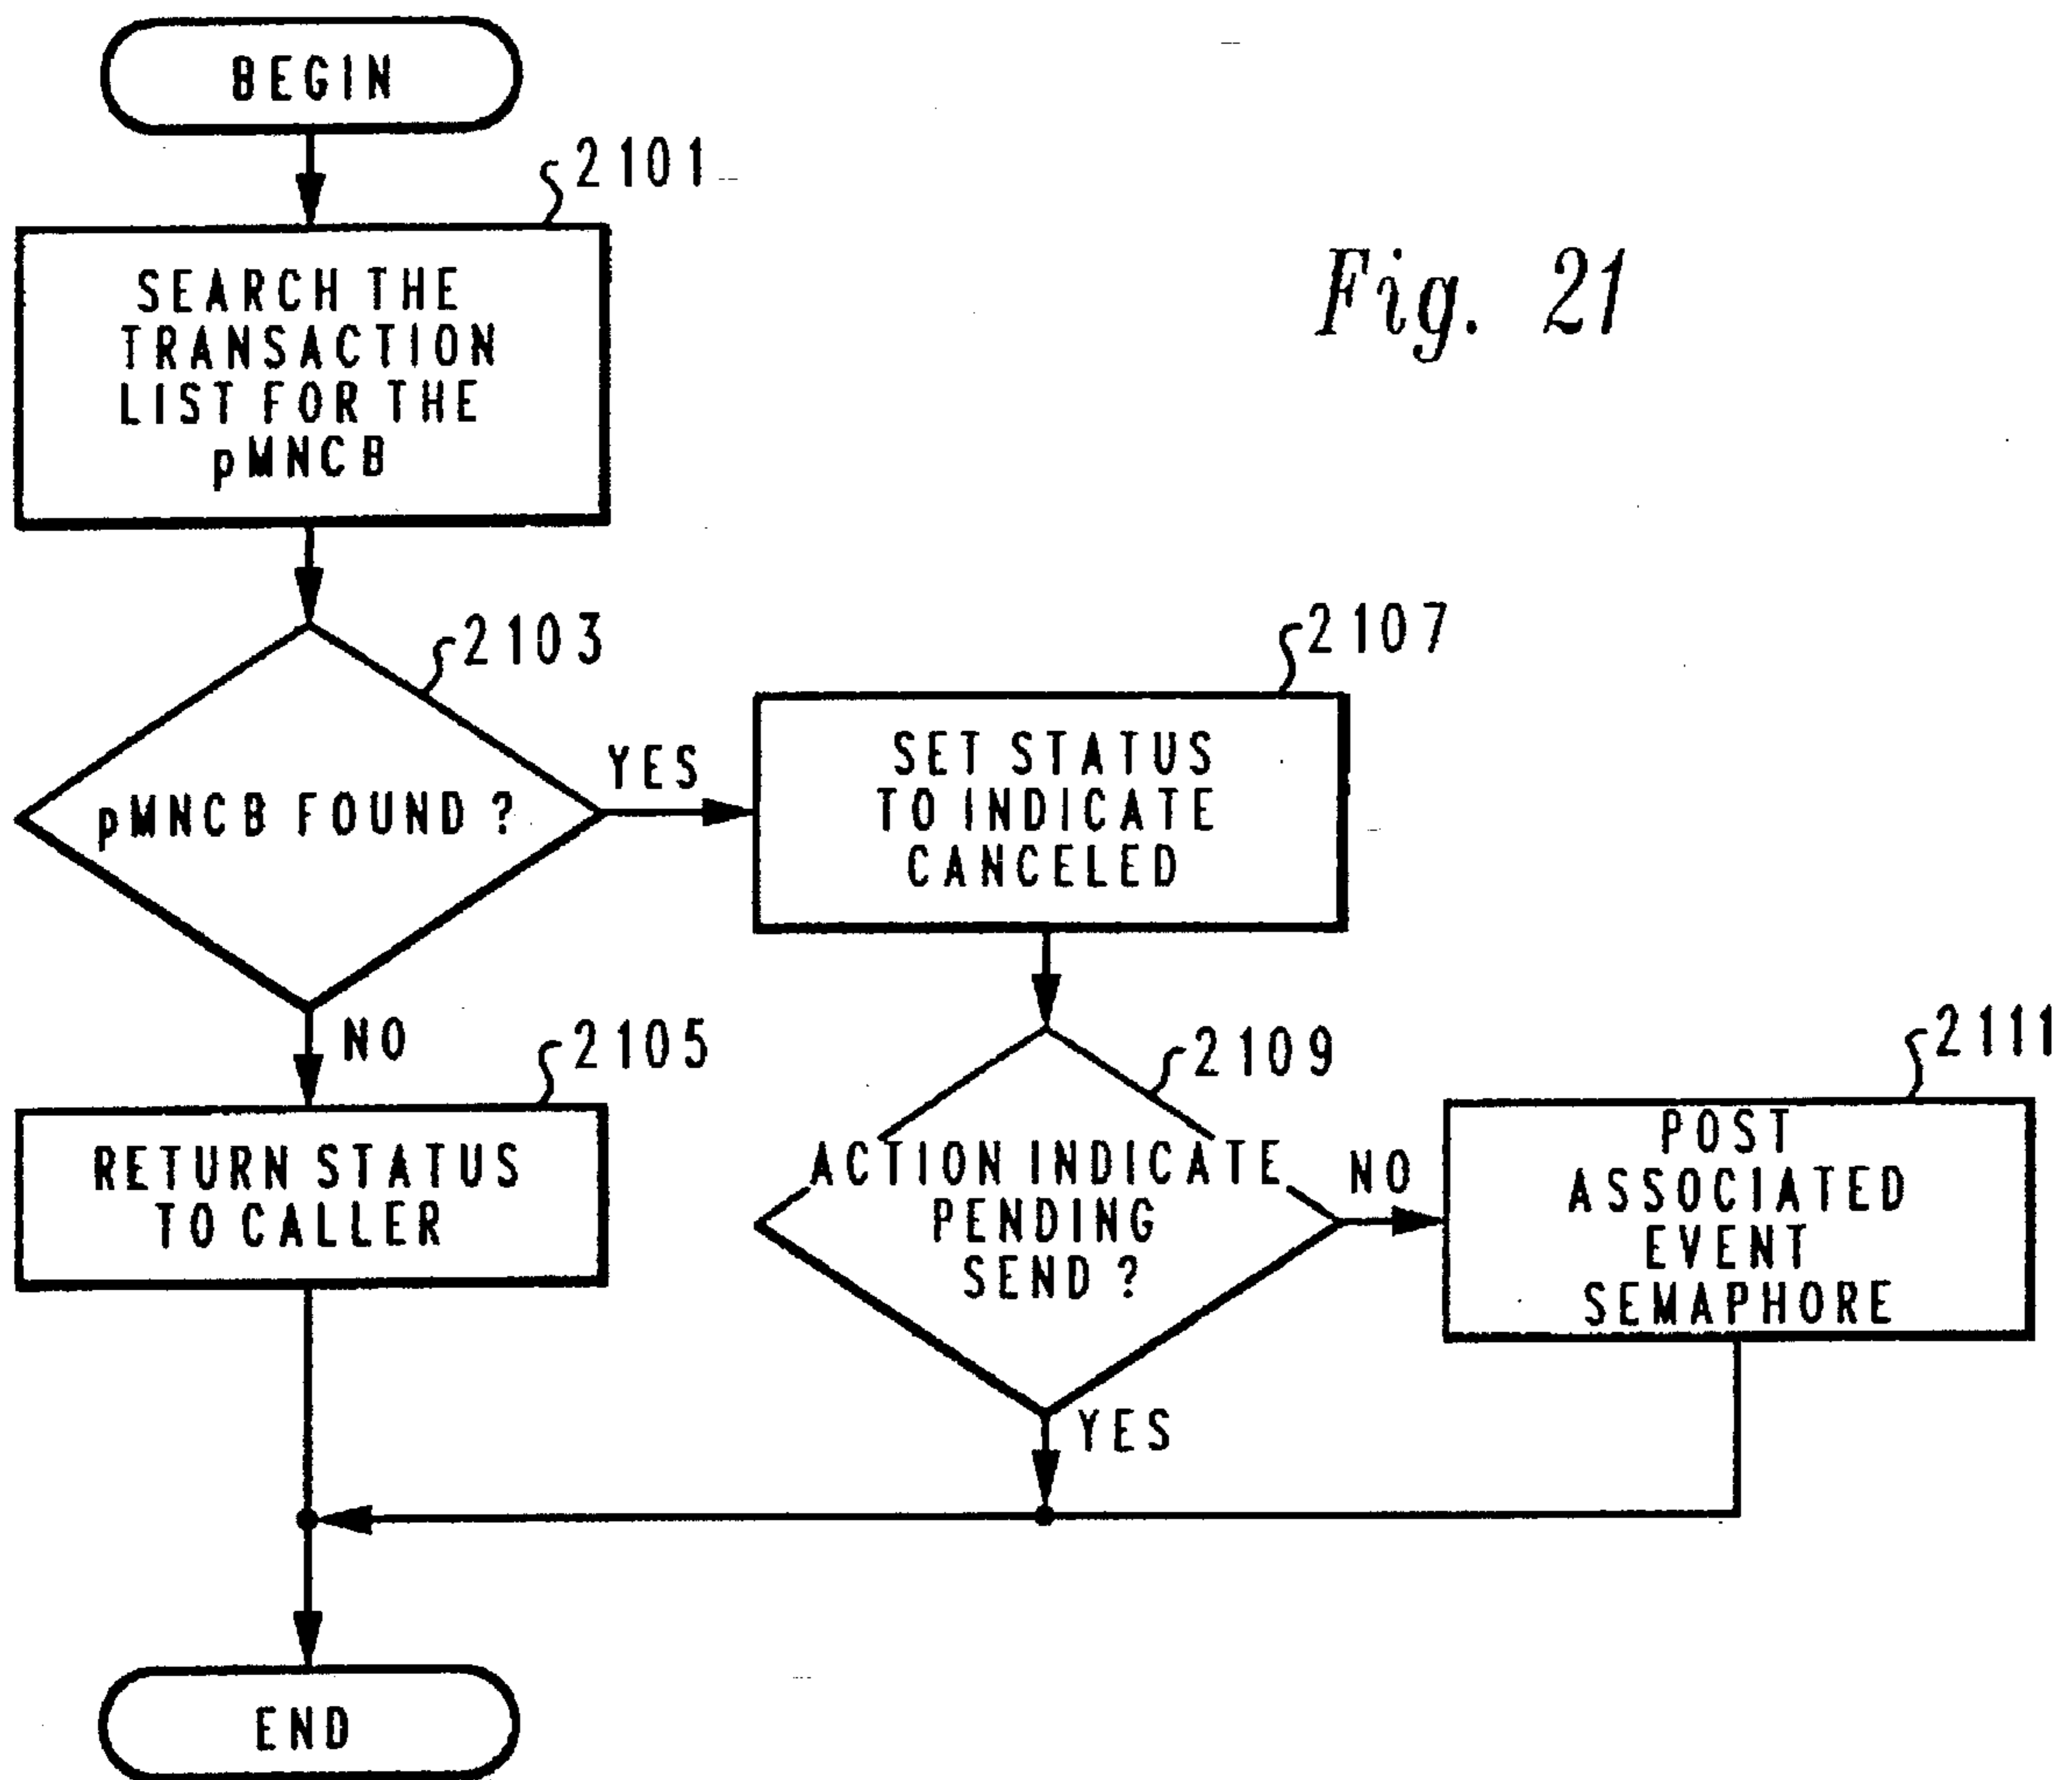 BEGIN
2101
SEARCH THE
TRANSACTION
LIST FOR THE
pMNCB
Fig. 21
2103
pMNCB FOUND ?
YES
NO
2107
SET STATUS
TO INDICATE
CANCELED
2105
RETURN STATUS
TO CALLER
2109
ACTION INDICATE
PENDING
SEND ?
NO
YES
2111
POST
ASSOCIATED
EVENT
SEMAPHORE
END